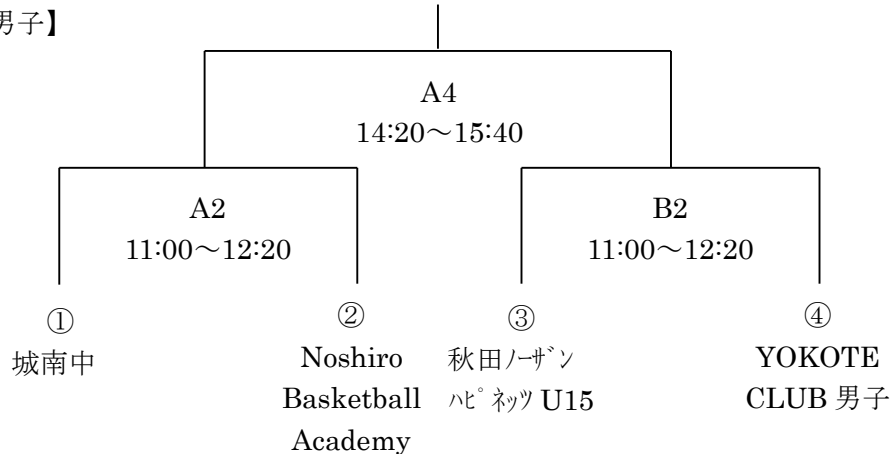 男子】
A4
14:20～15:40
A2
11:00～12:20
B2
11:00～12:20
①
城南中
②
Noshiro
Basketball
Academy
③
秋田ﾉｰｻﾞﾝ
ﾊﾋﾟﾈｯﾂ U15
④
YOKOTE
CLUB 男子